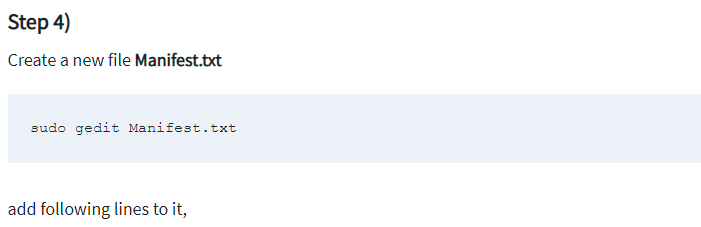 Step 4)
Create a new file Manifest.txt
sudo gedit Manifest.txt
add following lines to it,